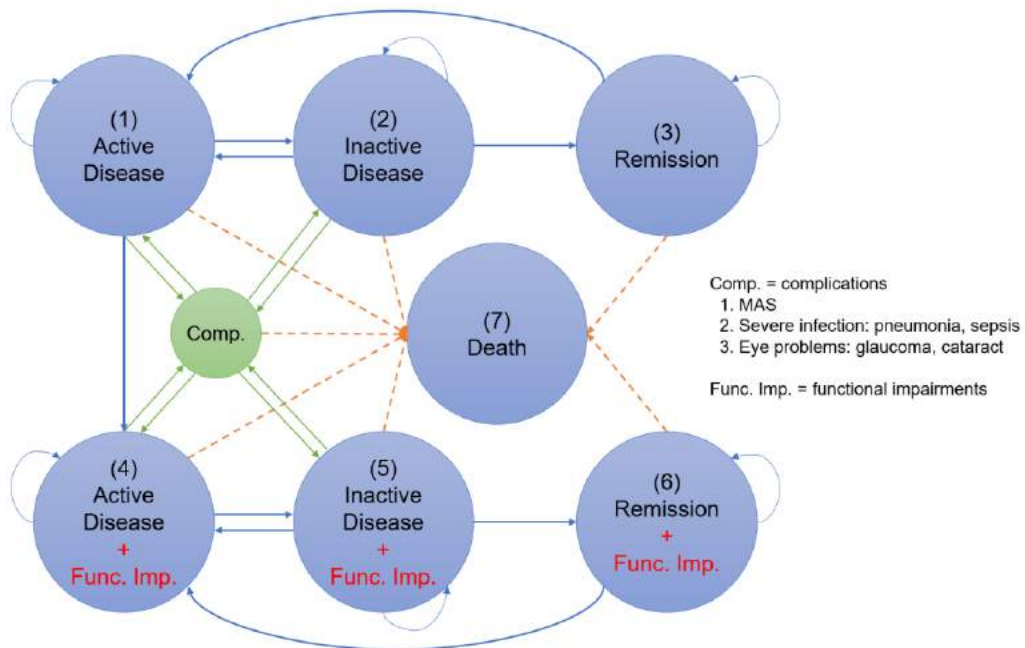 (1)
Active
Disease
(2)
Inactive
Disease
(3)
Remission
Comp.
(7)
Death
Comp. = complications
1. MAS
2. Severe infection: pneumonia, sepsis
3. Eye problems: glaucoma, cataract
Func. Imp. = functional impairments
(4)
Active
Disease
+
Func. Imp.
(5)
Inactive
Disease
+
Func. Imp.
(6)
Remission
+
Func. Imp.